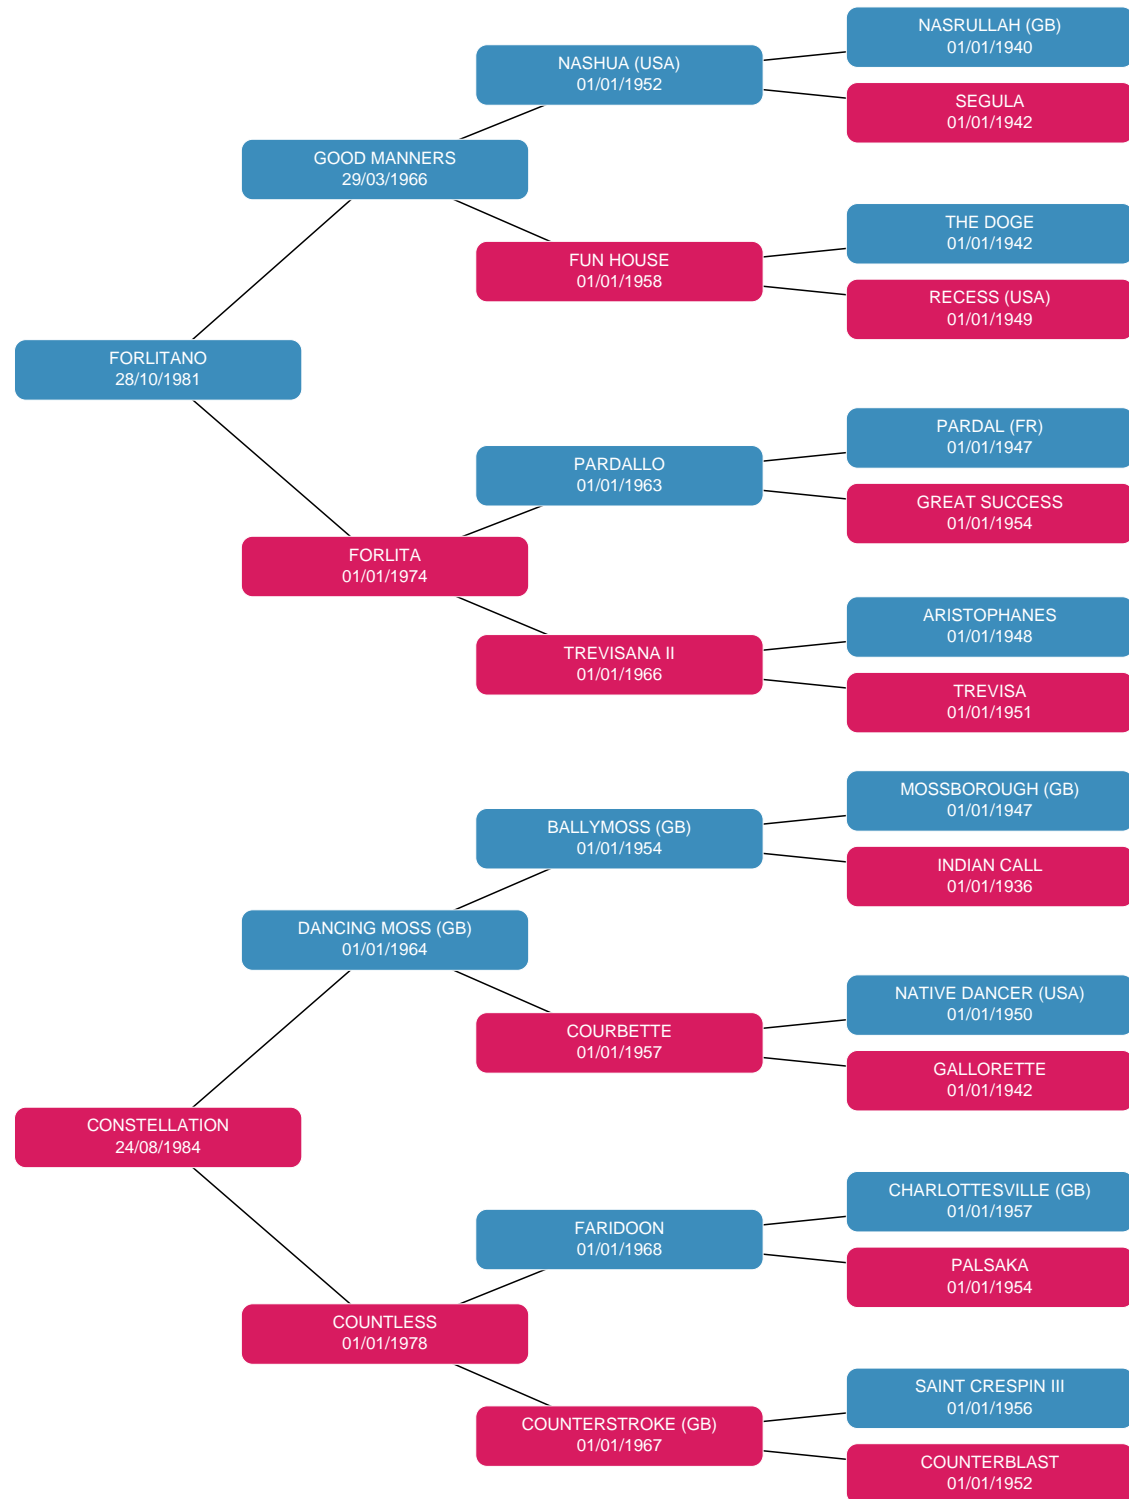 NASRULLAH (GB)
01/01/1940
NASHUA (USA)
01/01/1952
SEGULA
01/01/1942
GOOD MANNERS
29/03/1966
THE DOGE
01/01/1942
FUN HOUSE
01/01/1958
RECESS (USA)
01/01/1949
FORLITANO
28/10/1981
PARDAL (FR)
01/01/1947
PARDALLO
01/01/1963
GREAT SUCCESS
01/01/1954
FORLITA
01/01/1974
ARISTOPHANES
01/01/1948
TREVISANA II
01/01/1966
TREVISA
01/01/1951
MOSSBOROUGH (GB)
01/01/1947
BALLYMOSS (GB)
01/01/1954
INDIAN CALL
01/01/1936
DANCING MOSS (GB)
01/01/1964
NATIVE DANCER (USA)
01/01/1950
COURBETTE
01/01/1957
GALLORETTE
01/01/1942
CONSTELLATION
24/08/1984
CHARLOTTESVILLE (GB)
01/01/1957
FARIDOON
01/01/1968
PALSAKA
01/01/1954
COUNTLESS
01/01/1978
SAINT CRESPIN III
01/01/1956
COUNTERSTROKE (GB)
01/01/1967
COUNTERBLAST
01/01/1952